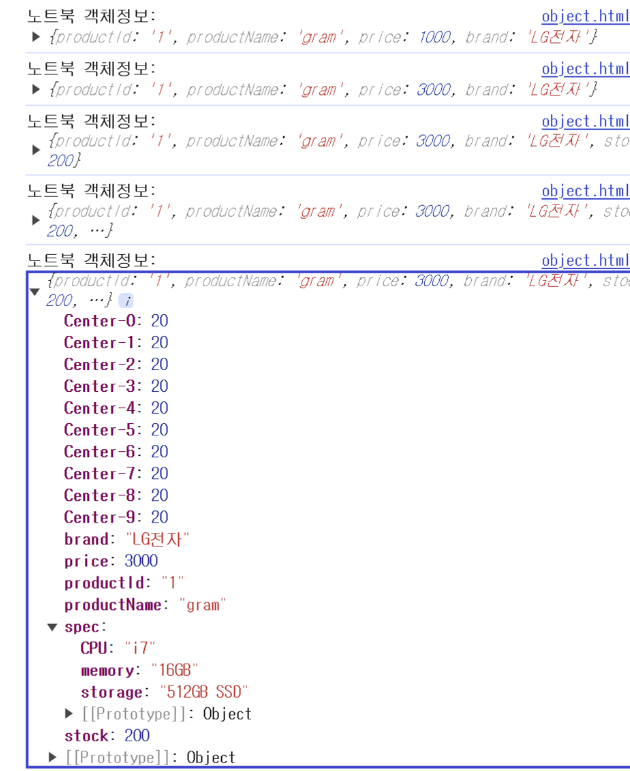 노트북 객체정보: object.html
▶ {productId: '1', productName: 'gram', price: 1000, brand: 'LG전자'}
노트북 객체정보: object.html
▶ {productId: '1', productName: 'gram', price: 3000, brand: 'LG전자'}
노트북 객체정보: object.html
{productId: '1', productName: 'gram', price: 3000, brand: 'LG전자', sto
▶ 200}
노트북 객체정보: object.html
{productId: '1', productName: 'gram', price: 3000, brand: 'LG전자', sto
▶ 200, …}
노트북 객체정보: object.html
{productId: '1', productName: 'gram', price: 3000, brand: 'LG전자', sto
▼ 200, …} i
Center-0: 20
Center-1: 20
Center-2: 20
Center-3: 20
Center-4: 20
Center-5: 20
Center-6: 20
Center-7: 20
Center-8: 20
Center-9: 20
brand: "LG전자"
price: 3000
productId: "1"
productName: "gram"
▼ spec:
CPU: "i7"
memory: "16GB"
storage: "512GB SSD"
▶ [[Prototype]]: Object
stock: 200
▶ [[Prototype]]: Object